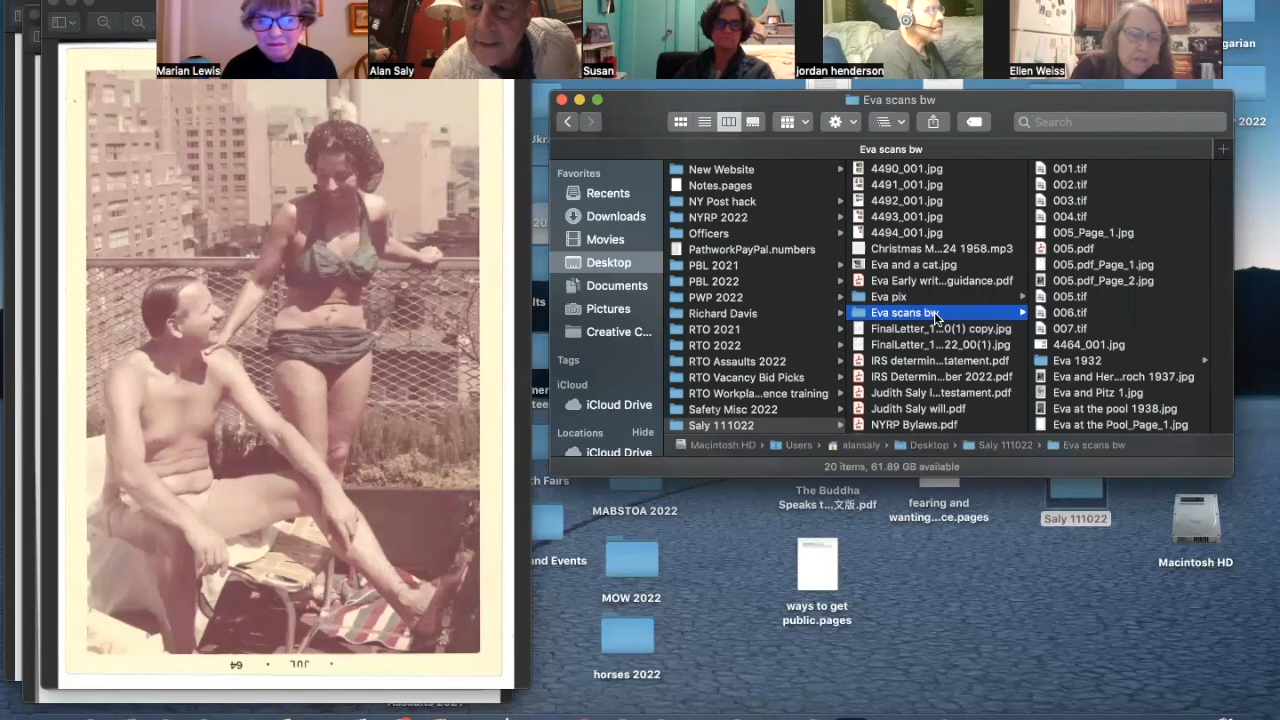 Marian Lewis
Alan Saly
Susan
jordan henderson
Ellen Weiss
garian
2022
Eva scans bw
Search
Eva scans bw
Favorites
Recents
Downloads
Movies
Desktop
Documents
Pictures
Creative C...
Tags
iCloud
iCloud Drive
Locations
Hide
iCloud Drive
New Website
Notes.pages
NY Post hack
NYRP 2022
Officers
PathworkPayPal.numbers
PBL 2021
PBL 2022
PWP 2022
Richard Davis
RTO 2021
RTO 2022
RTO Assaults 2022
RTO Vacancy Bid Picks
RTO Workpla...ence training
Safety Misc 2022
Saly 111022
4490_001.jpg
4491_001.jpg
4492_001.jpg
4493_001.jpg
4494_001.jpg
Christmas M...24 1958.mp3
Eva and a cat.jpg
Eva Early writ...guidance.pdf
Eva pix
Eva scans bw
FinalLetter_1...0(1) copy.jpg
FinalLetter_1...22_00(1).jpg
IRS determin...tatement.pdf
IRS Determin...ber 2022.pdf
Judith Saly l...testament.pdf
Judith Saly will.pdf
NYRP Bylaws.pdf
001.tif
002.tif
003.tif
004.tif
005_Page_1.jpg
005.pdf
005.pdf_Page_1.jpg
005.pdf_Page_2.jpg
005.tif
006.tif
007.tif
4464_001.jpg
Eva 1932
Eva and Her...roch 1937.jpg
Eva and Pitz 1.jpg
Eva at the pool 1938.jpg
Eva at the Pool_Page_1.jpg
Macintosh HD
Users
alansaly
Desktop
Saly 111022
Eva scans bw
20 items, 61.89 GB available
th Fairs
MABSTOA 2022
The Buddha
Speaks t...文版.pdf
fearing and
wanting...ce.pages
Saly 111022
Macintosh HD
nd Events
MOW 2022
ways to get
public.pages
horses 2022
JUL • 64